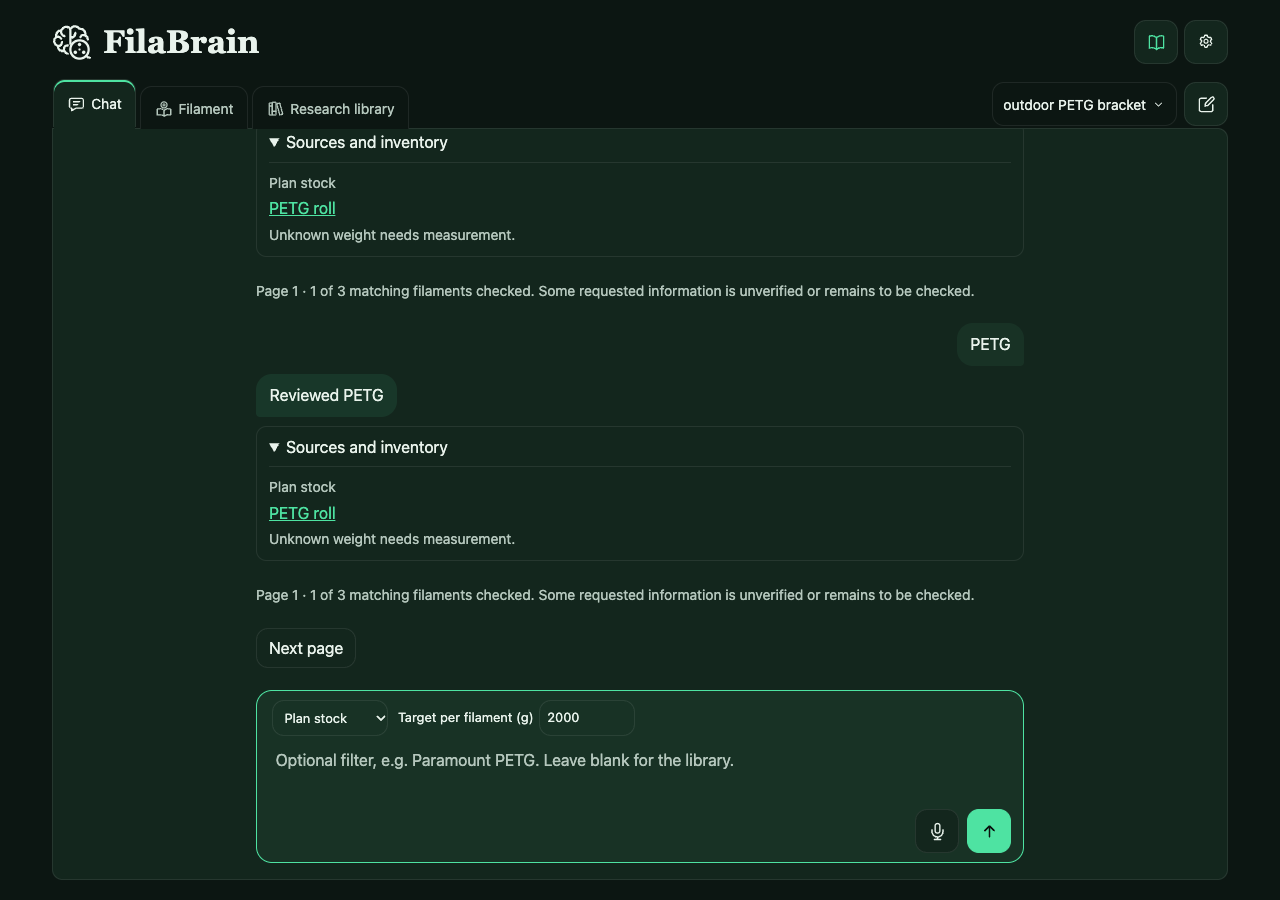 FilaBrain
Chat
Filament
Research library
outdoor PETG bracket
Sources and inventory
Plan stock
PETG roll
Unknown weight needs measurement.
Page 1 · 1 of 3 matching filaments checked. Some requested information is unverified or remains to be checked.
PETG
Reviewed PETG
Sources and inventory
Plan stock
PETG roll
Unknown weight needs measurement.
Page 1 · 1 of 3 matching filaments checked. Some requested information is unverified or remains to be checked.
Next page
Plan stock Target per filament (g) 2000
Optional filter, e.g. Paramount PETG. Leave blank for the library.